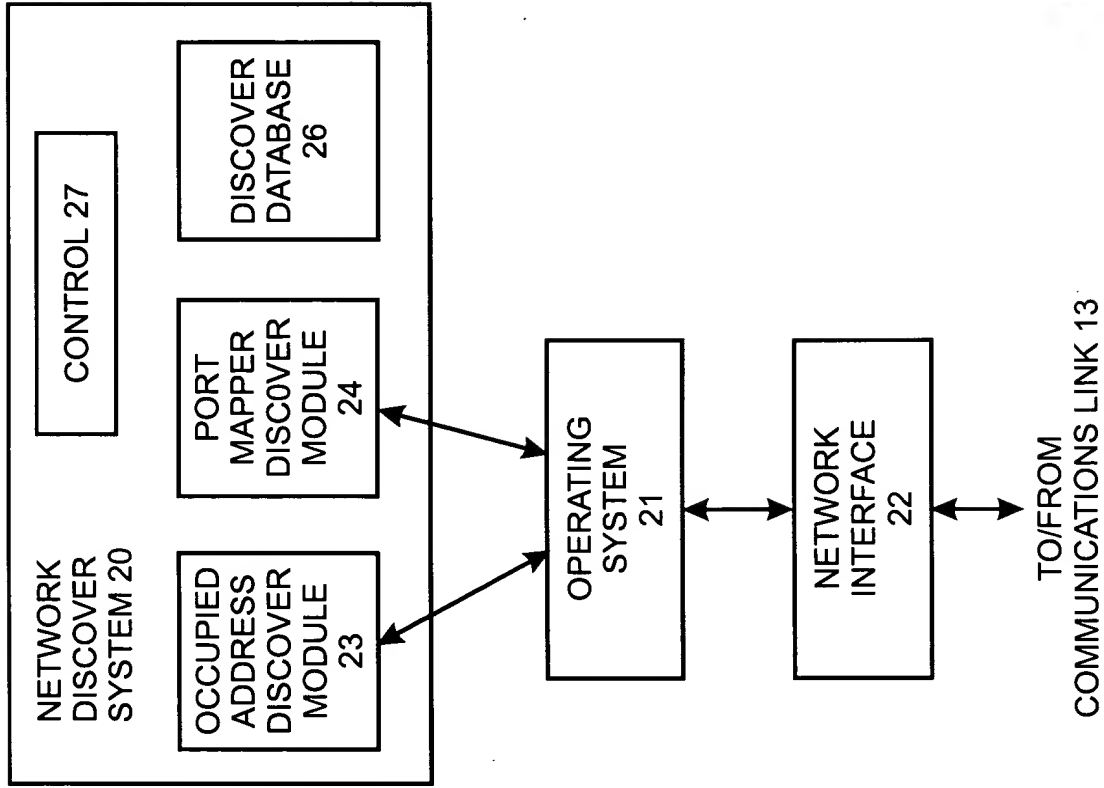 NETWORK
DISCOVER
SYSTEM 20
CONTROL 27
OCCUPIED
ADDRESS
DISCOVER
MODULE
23
PORT
MAPPER
DISC0VER
MODULE
24
DISCOVER
DATABASE
26
OPERATING
SYSTEM
21
NETWORK
INTERFACE
22
TO/FROM
COMMUNICATIONS LINK 13